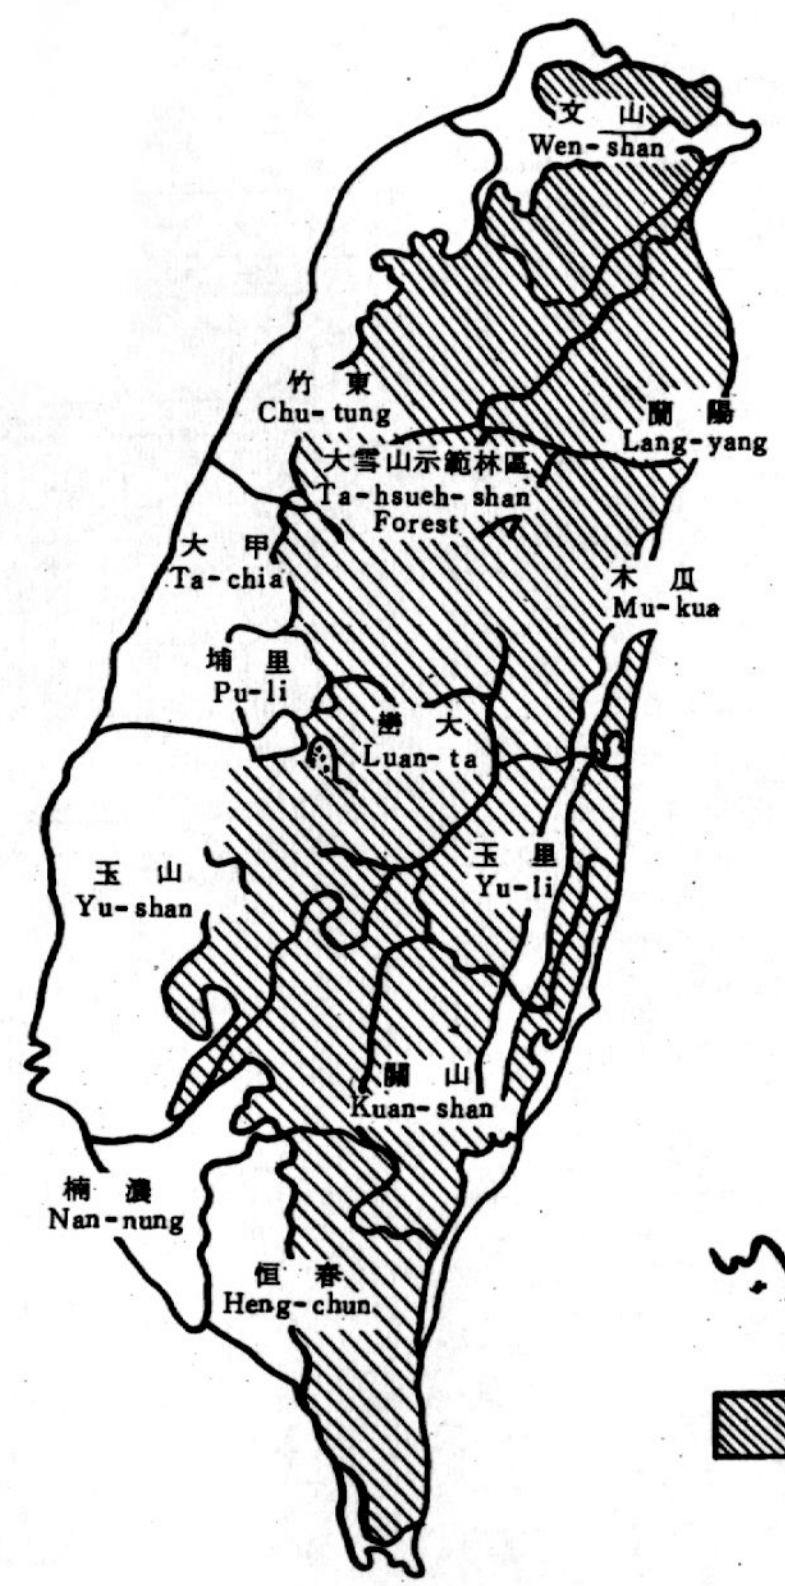 文山
Wen-shan
竹東
Chu-tung
蘭陽
Lang-yang
大雪山示範林區
Ta-hsueh-shan
Forest
大甲
Ta-chia
木瓜
Mu-kua
埔里
Pu-li
巒大
Luan-ta
玉里
Yu-li
玉山
Yu-shan
關山
Kuan-shan
楠濃
Nan-nung
恒春
Heng-chun